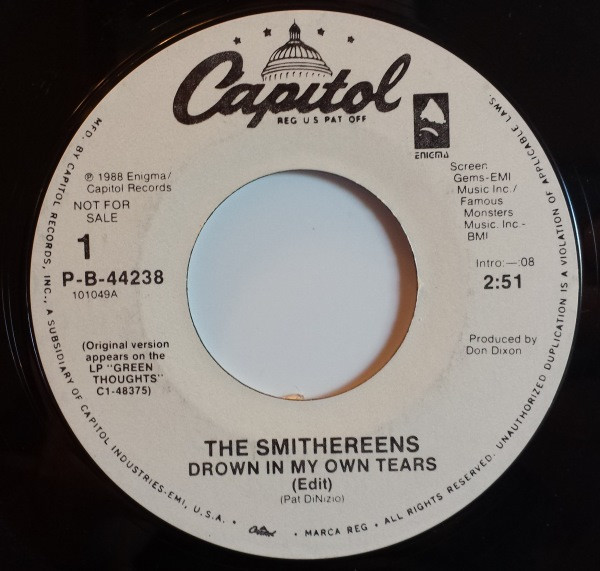 Capitol
REG U S PAT OFF
ENIGMA
℗ 1988 Enigma/
Capitol Records
NOT FOR
SALE
1
P-B-44238
101049A
(Original version
appears on the
LP "GREEN
THOUGHTS"
C1-48375)
Screen
Gems-EMI
Music Inc./
Famous
Monsters
Music. Inc.-
BMI
Intro:—:08
2:51
Produced by
Don Dixon
THE SMITHEREENS
DROWN IN MY OWN TEARS
(Edit)
(Pat DiNizio)
MFD. BY CAPITOL RECORDS, INC., A SUBSIDIARY OF CAPITOL INDUSTRIES-EMI, U.S.A. • Capitol • MARCA REG • ALL RIGHTS RESERVED. UNAUTHORIZED DUPLICATION IS A VIOLATION OF APPLICABLE LAWS.